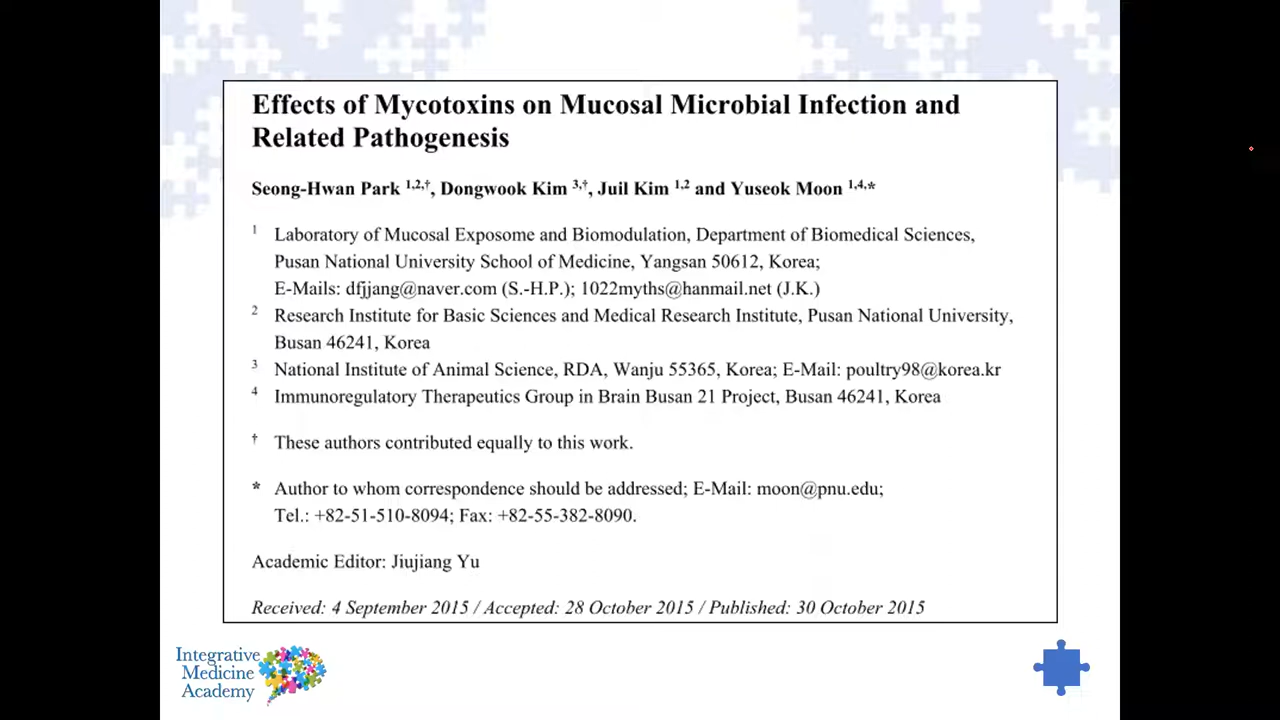 Effects of Mycotoxins on Mucosal Microbial Infection and
Related Pathogenesis
Seong-Hwan Park 1,2,†, Dongwook Kim 3,†, Juil Kim 1,2 and Yuseok Moon 1,4,*
1 Laboratory of Mucosal Exposome and Biomodulation, Department of Biomedical Sciences,
Pusan National University School of Medicine, Yangsan 50612, Korea;
E-Mails: dfjjang@naver.com (S.-H.P.); 1022myths@hanmail.net (J.K.)
2 Research Institute for Basic Sciences and Medical Research Institute, Pusan National University,
Busan 46241, Korea
3 National Institute of Animal Science, RDA, Wanju 55365, Korea; E-Mail: poultry98@korea.kr
4 Immunoregulatory Therapeutics Group in Brain Busan 21 Project, Busan 46241, Korea
† These authors contributed equally to this work.
* Author to whom correspondence should be addressed; E-Mail: moon@pnu.edu;
Tel.: +82-51-510-8094; Fax: +82-55-382-8090.
Academic Editor: Jiujiang Yu
Received: 4 September 2015 / Accepted: 28 October 2015 / Published: 30 October 2015
Integrative
Medicine
Academy